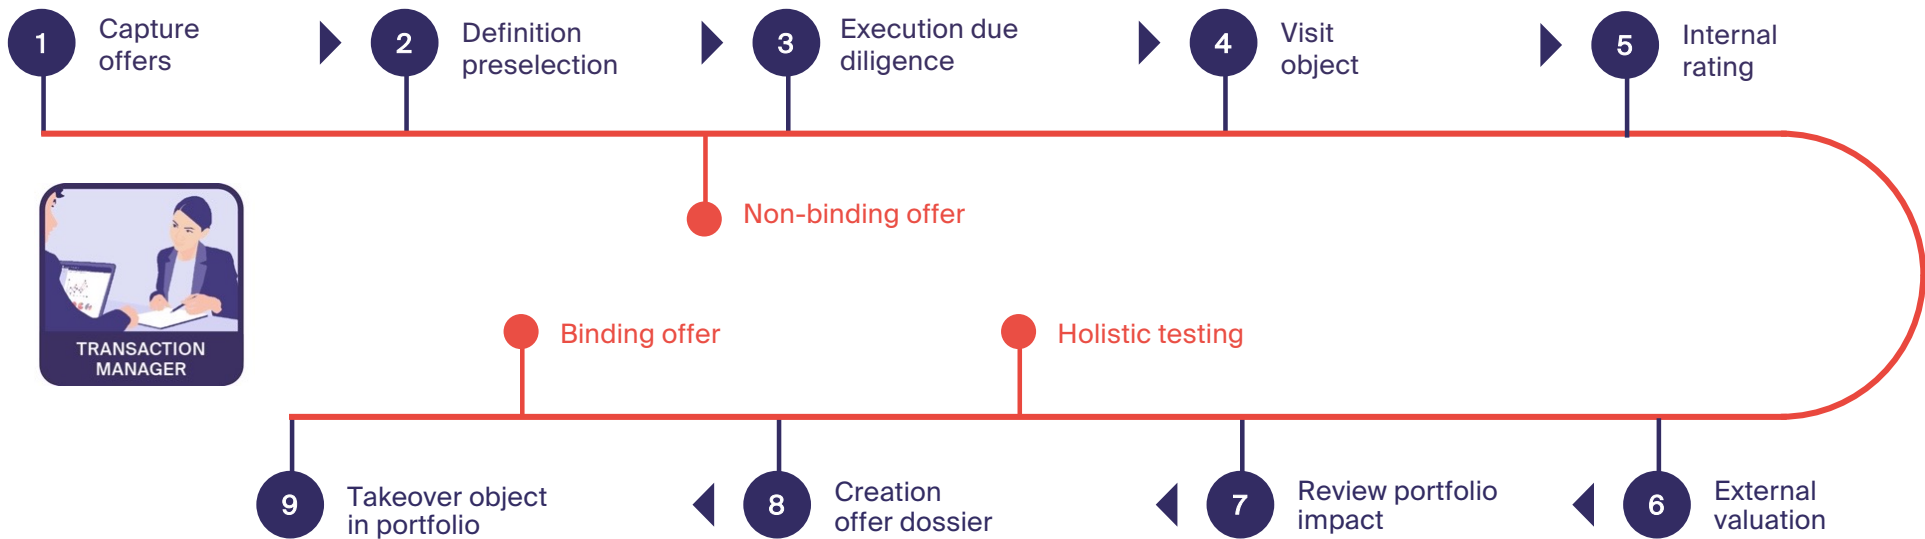 1
Capture
offers
2
Definition
preselection
3
Execution due
diligence
4
Visit
object
5
Internal
rating
Non-binding offer
TRANSACTION
MANAGER
Binding offer
Holistic testing
9
Takeover object
in portfolio
8
Creation
offer dossier
7
Review portfolio
impact
6
External
valuation